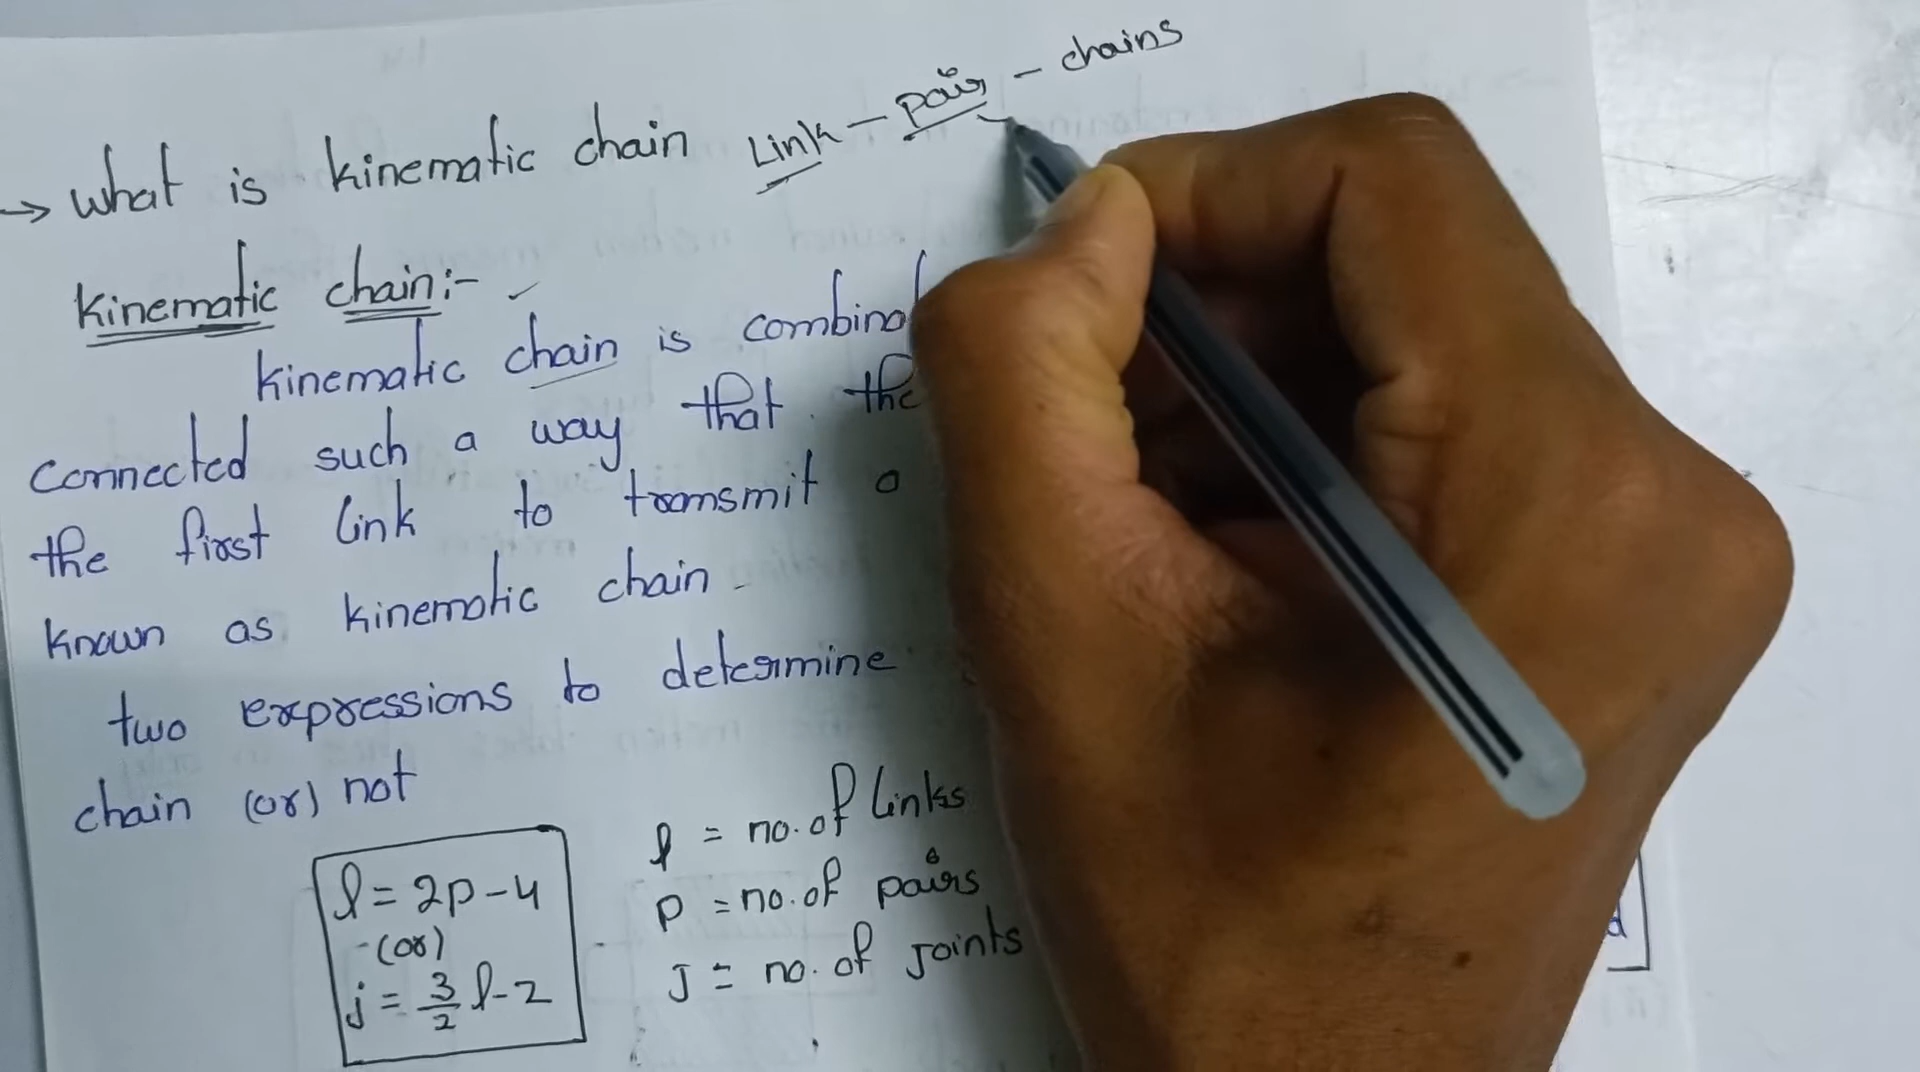 Link - pair - chains
→ what is kinematic chain
kinematic chain:-
kinematic chain is
connected such a way that the
the first link to transmit a
known as kinematic chain -
two expressions to determine
chain (or) not
l = 2p-4
(or)
j = 3/2 l-2
l = no. of links
p = no. of pairs
J = no. of joints